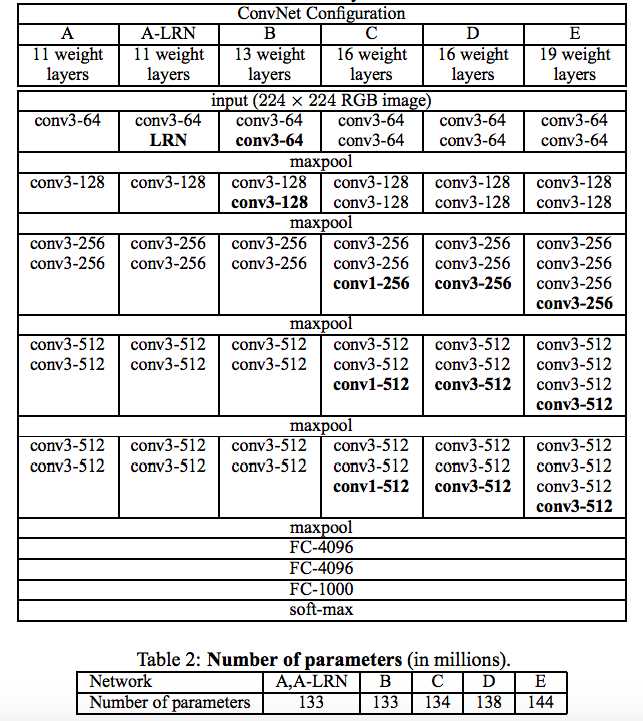 ConvNet Configuration
A A-LRN B C D E
11 weight 11 weight 13 weight 16 weight 16 weight 19 weight
layers layers layers layers layers layers
input (224 × 224 RGB image)
conv3-64 conv3-64 conv3-64 conv3-64 conv3-64 conv3-64
LRN conv3-64 conv3-64 conv3-64 conv3-64
maxpool
conv3-128 conv3-128 conv3-128 conv3-128 conv3-128 conv3-128
conv3-128 conv3-128 conv3-128 conv3-128
maxpool
conv3-256 conv3-256 conv3-256 conv3-256 conv3-256 conv3-256
conv3-256 conv3-256 conv3-256 conv3-256 conv3-256 conv3-256
conv1-256 conv3-256 conv3-256
conv3-256
maxpool
conv3-512 conv3-512 conv3-512 conv3-512 conv3-512 conv3-512
conv3-512 conv3-512 conv3-512 conv3-512 conv3-512 conv3-512
conv1-512 conv3-512 conv3-512
conv3-512
maxpool
conv3-512 conv3-512 conv3-512 conv3-512 conv3-512 conv3-512
conv3-512 conv3-512 conv3-512 conv3-512 conv3-512 conv3-512
conv1-512 conv3-512 conv3-512
conv3-512
maxpool
FC-4096
FC-4096
FC-1000
soft-max
Table 2: Number of parameters (in millions).
Network A,A-LRN B C D E
Number of parameters 133 133 134 138 144